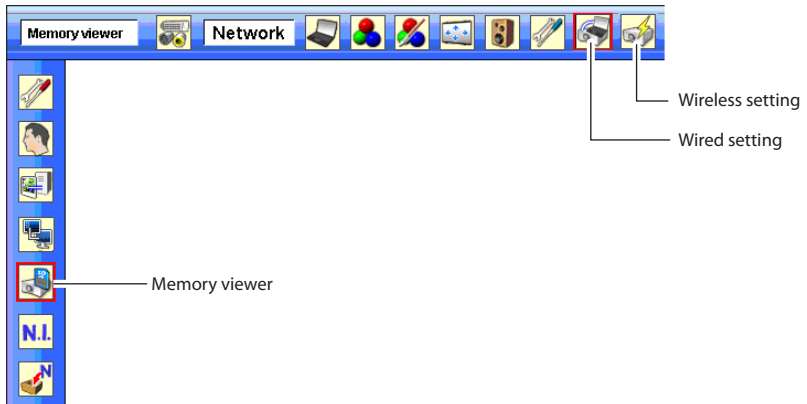 Memory viewer
Network
Wireless setting
Wired setting
Memory viewer
N.I.
N